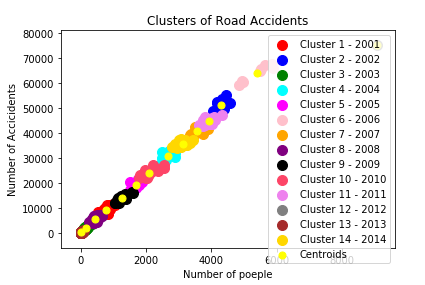 Clusters of Road Accidents
80000
70000
60000
50000
40000
30000
20000
10000
0
Number of Accicidents
0
2000
4000
6000
8000
Number of poeple
Cluster 1 - 2001
Cluster 2 - 2002
Cluster 3 - 2003
Cluster 4 - 2004
Cluster 5 - 2005
Cluster 6 - 2006
Cluster 7 - 2007
Cluster 8 - 2008
Cluster 9 - 2009
Cluster 10 - 2010
Cluster 11 - 2011
Cluster 12 - 2012
Cluster 13 - 2013
Cluster 14 - 2014
Centroids